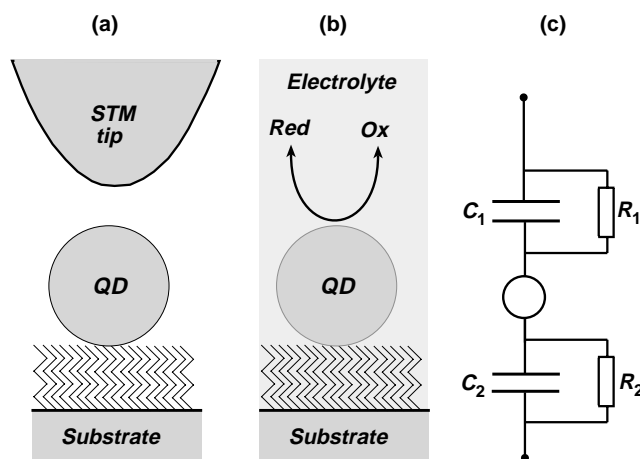 (a)
STM
tip
QD
Substrate
(b)
Electrolyte
Red Ox
QD
Substrate
(c)
C1
R1
C2
R2